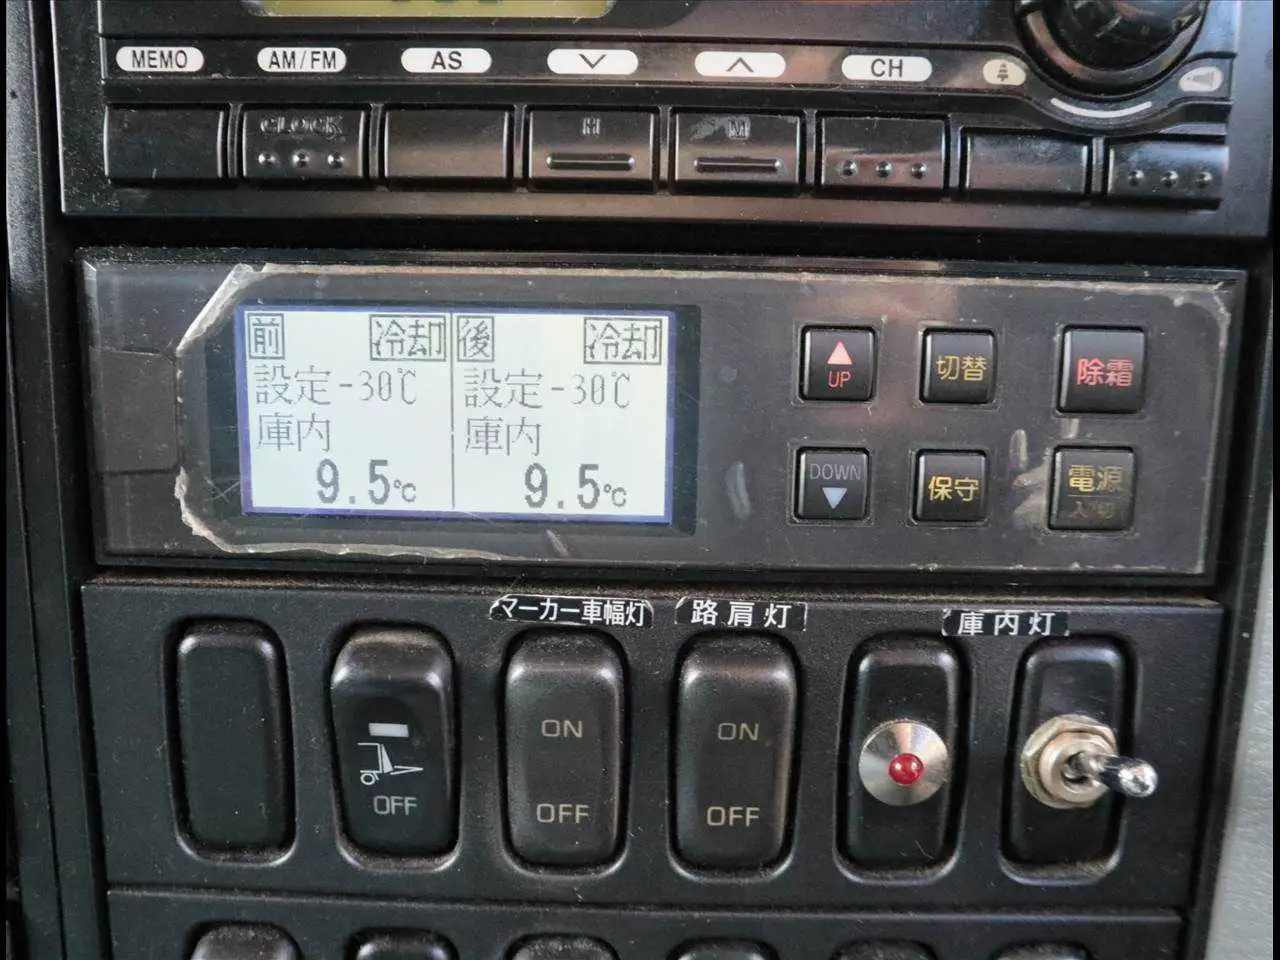 MEMO AM/FM AS CH
CLOCK H M
前 冷却 後 冷却
設定-30℃ 設定-30℃
庫内 庫内
9.5℃ 9.5℃
UP 切替 除霜
DOWN 保守 電源
入 切
マーカー車幅灯 路肩灯 庫内灯
ON ON
OFF OFF OFF